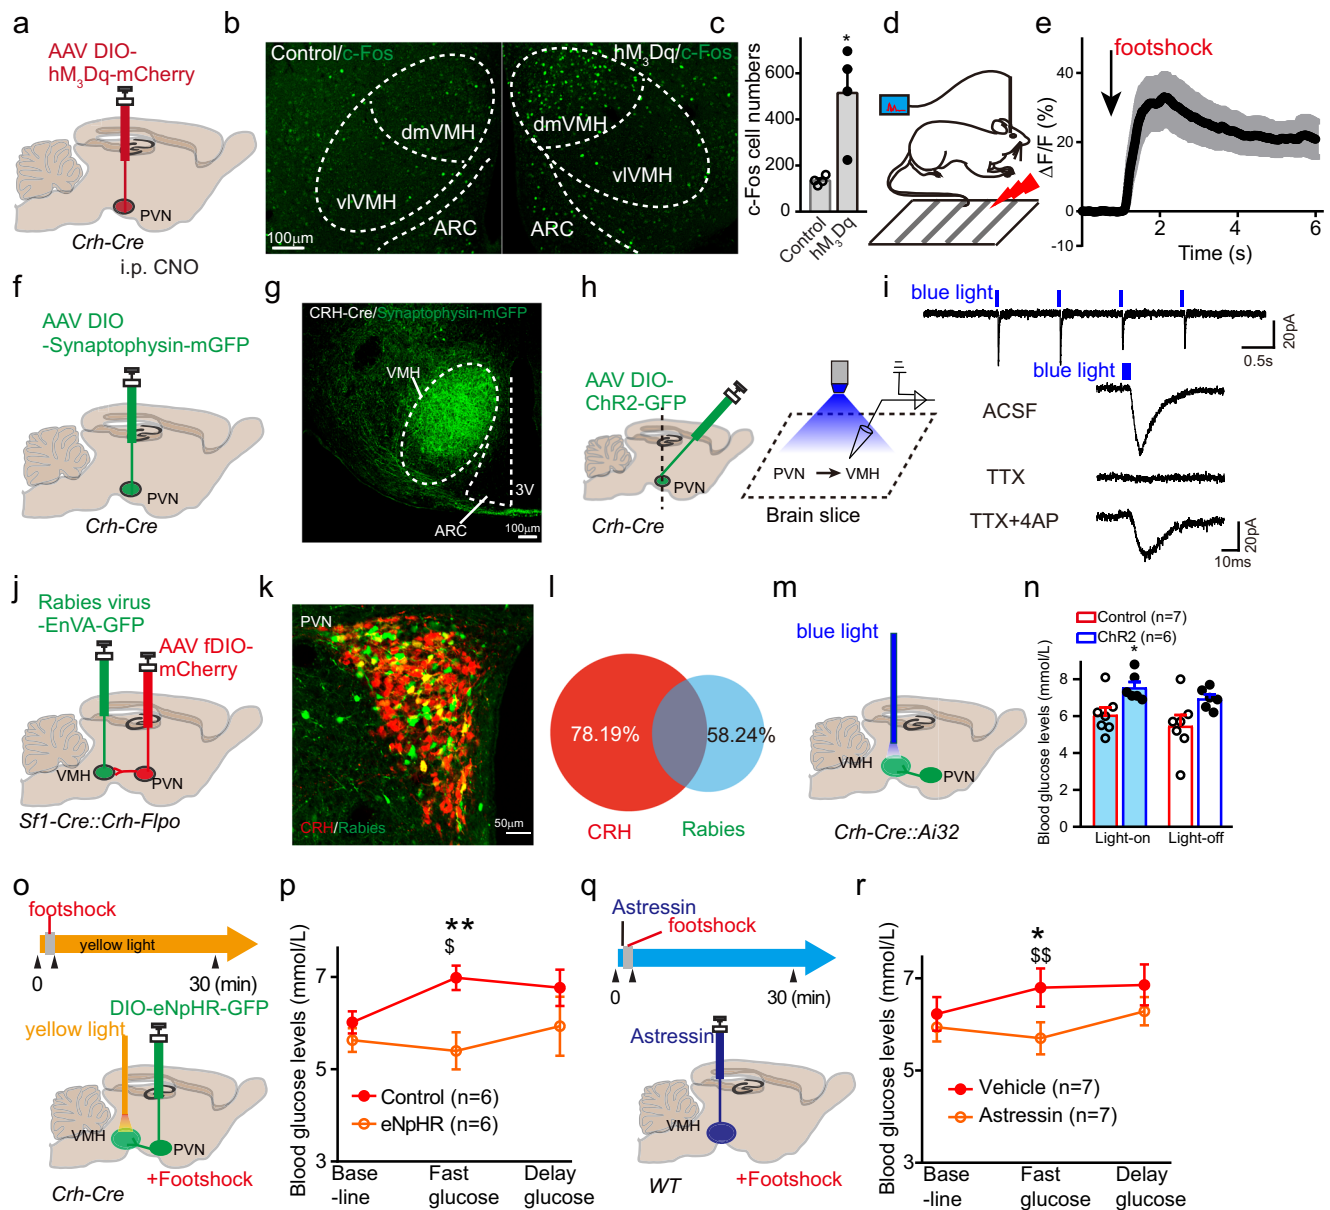 a
AAV DIO-
hM3Dq-mCherry
PVN
Crh-Cre
i.p. CNO
b
Control/c-Fos
hM3Dq/c-Fos
dmVMH
dmVMH
vlVMH
vlVMH
ARC
ARC
100μm
c
c-Fos cell numbers
600
400
200
0
*
Control
hM3Dq
d
e
footshock
ΔF/F (%)
40
20
0
-10
2
4
6
Time (s)
f
AAV DIO
-Synaptophysin-mGFP
PVN
Crh-Cre
g
CRH-Cre/Synaptophysin-mGFP
VMH
3V
ARC
100μm
h
AAV DIO-
ChR2-GFP
PVN
Crh-Cre
PVN
VMH
Brain slice
i
blue light
20pA
0.5s
blue light
ACSF
TTX
TTX+4AP
20pA
10ms
j
Rabies virus
-EnVA-GFP
AAV fDIO-
mCherry
VMH
PVN
Sf1-Cre::Crh-Flpo
k
PVN
CRH/Rabies
50μm
l
78.19%
58.24%
CRH
Rabies
m
blue light
PVN
Crh-Cre::Ai32
n
Control (n=7)
ChR2 (n=6)
Blood glucose levels (mmol/L)
8
6
4
2
0
*
Light-on
Light-off
o
footshock
yellow light
0
30 (min)
DIO-eNpHR-GFP
yellow light
VMH
PVN
Crh-Cre
+Footshock
p
Blood glucose levels (mmol/L)
7
5
3
**
$
Control (n=6)
eNpHR (n=6)
Base
-line
Fast
glucose
Delay
glucose
q
Astressin
footshock
0
30 (min)
Astressin
VMH
WT
+Footshock
r
Blood glucose levels (mmol/L)
7
5
3
*
$$
Vehicle (n=7)
Astressin (n=7)
Base
-line
Fast
glucose
Delay
glucose